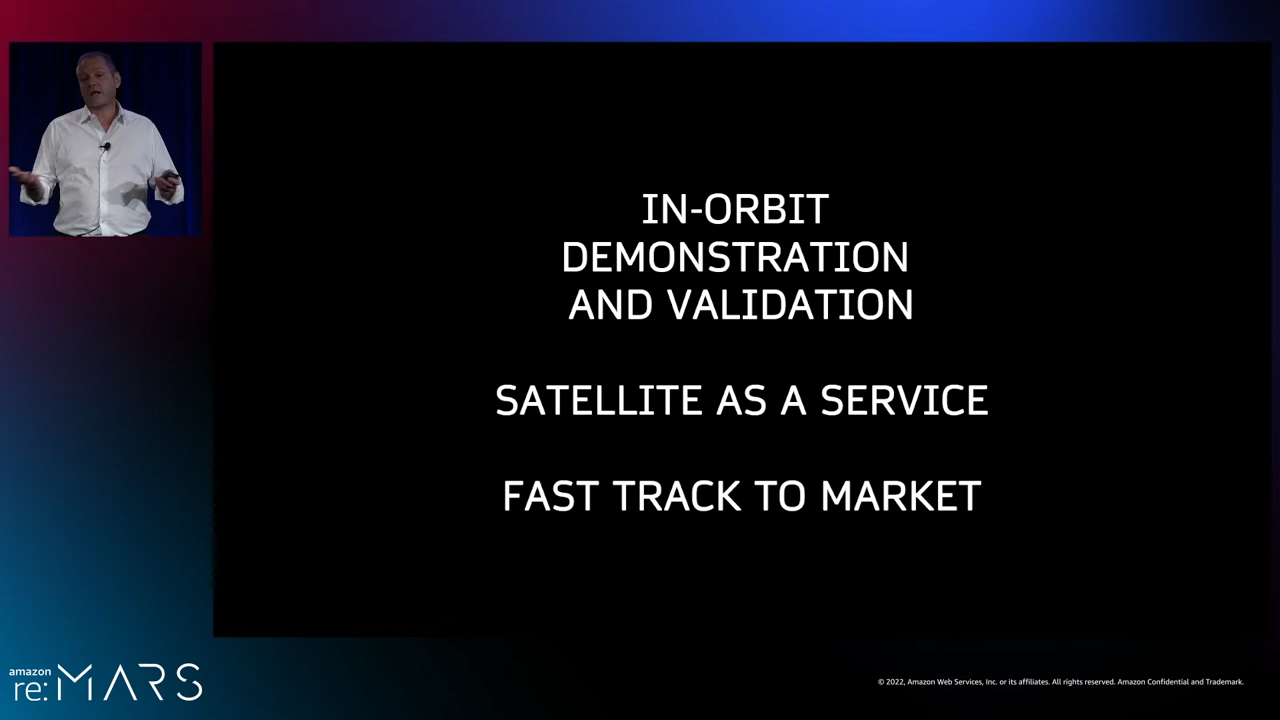 IN-ORBIT
DEMONSTRATION
AND VALIDATION
SATELLITE AS A SERVICE
FAST TRACK TO MARKET
amazon
re:MARS
© 2022, Amazon Web Services, Inc. or its affiliates. All rights reserved. Amazon Confidential and Trademark.